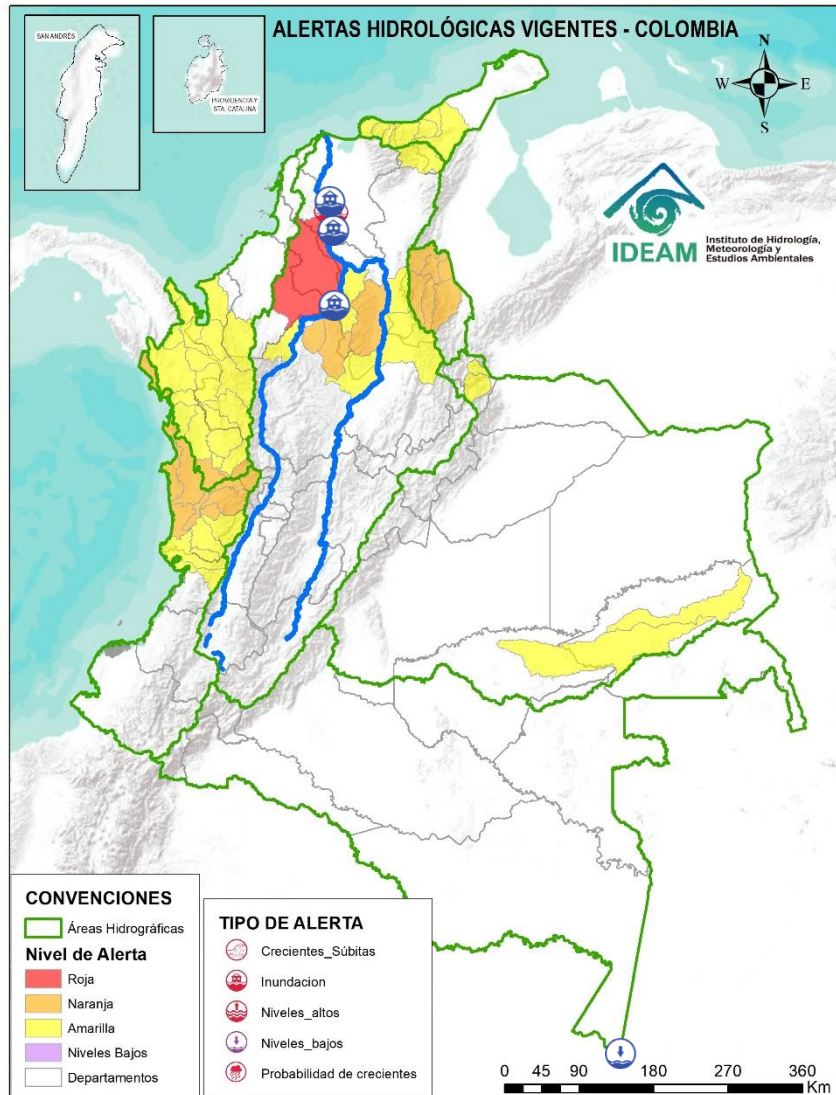 ALERTAS HIDROLÓGICAS VIGENTES - COLOMBIA
SAN ANDRÉS
PROVIDENCIA Y
STA. CATALINA
N
W
E
S
IDEAM
Instituto de Hidrología,
Meteorología y
Estudios Ambientales
CONVENCIONES
Áreas Hidrográficas
Nivel de Alerta
Roja
Naranja
Amarilla
Niveles Bajos
Departamentos
TIPO DE ALERTA
Crecientes_Súbitas
Inundacion
Niveles_altos
Niveles_bajos
Probabilidad de crecientes
0 45 90 180 270 360
Km